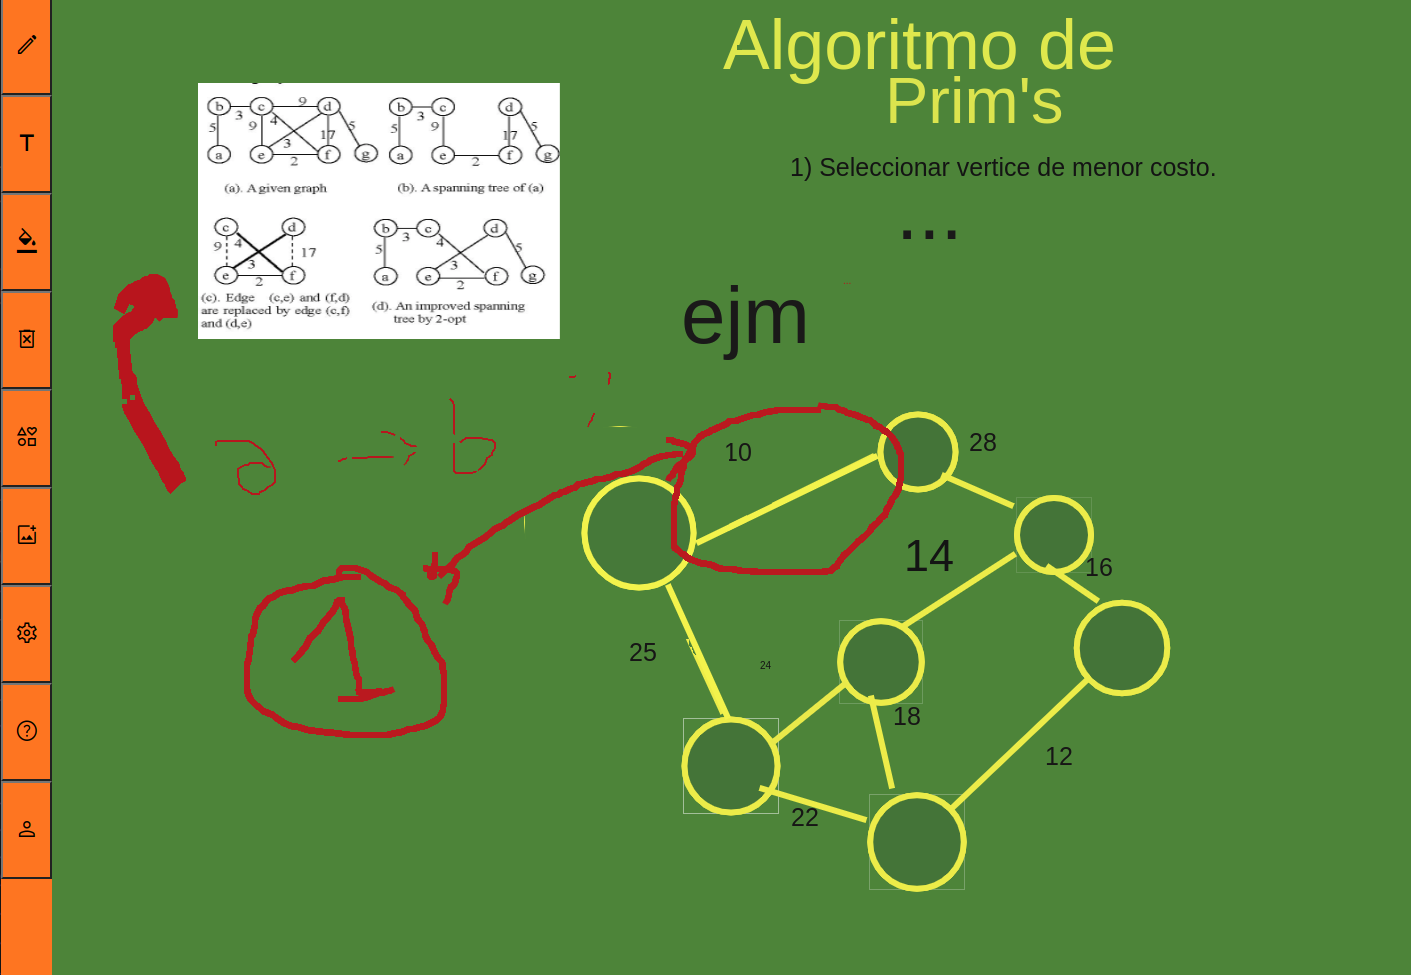 Algoritmo de
Prim's
1) Seleccionar vertice de menor costo.
...
ejm
b 3 c 9 d
5 9 4 3 17 5
a e 2 f g
(a). A given graph
b 3 c d
5 9 17 5
a e 2 f g
(b). A spanning tree of (a)
c d
9 4 3 17
e 2 f
(c). Edge (c,e) and (f,d)
are replaced by edge (c,f)
and (d,e)
b 3 c d
5 4 3 5
a e 2 f g
(d). An improved spanning
tree by 2-opt
b
1
10
28
14
16
25
24
18
12
22
T